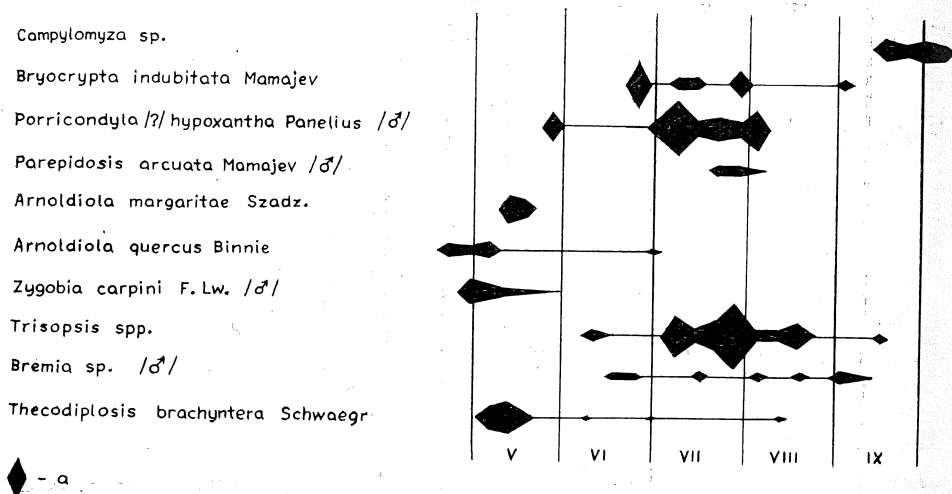 Campylomyza sp.
Bryocrypta indubitata Mamajev
Porricondyla /?/ hypoxantha Panelius /♂/
Parepidosis arcuata Mamajev /♂/
Arnoldiola margaritae Szadz.
Arnoldiola quercus Binnie
Zygobia carpini F. Lw. /♂/
Trisopsis spp.
Bremia sp. /♂/
Thecodiplosis brachyntera Schwaegr
V VI VII VIII IX
- a